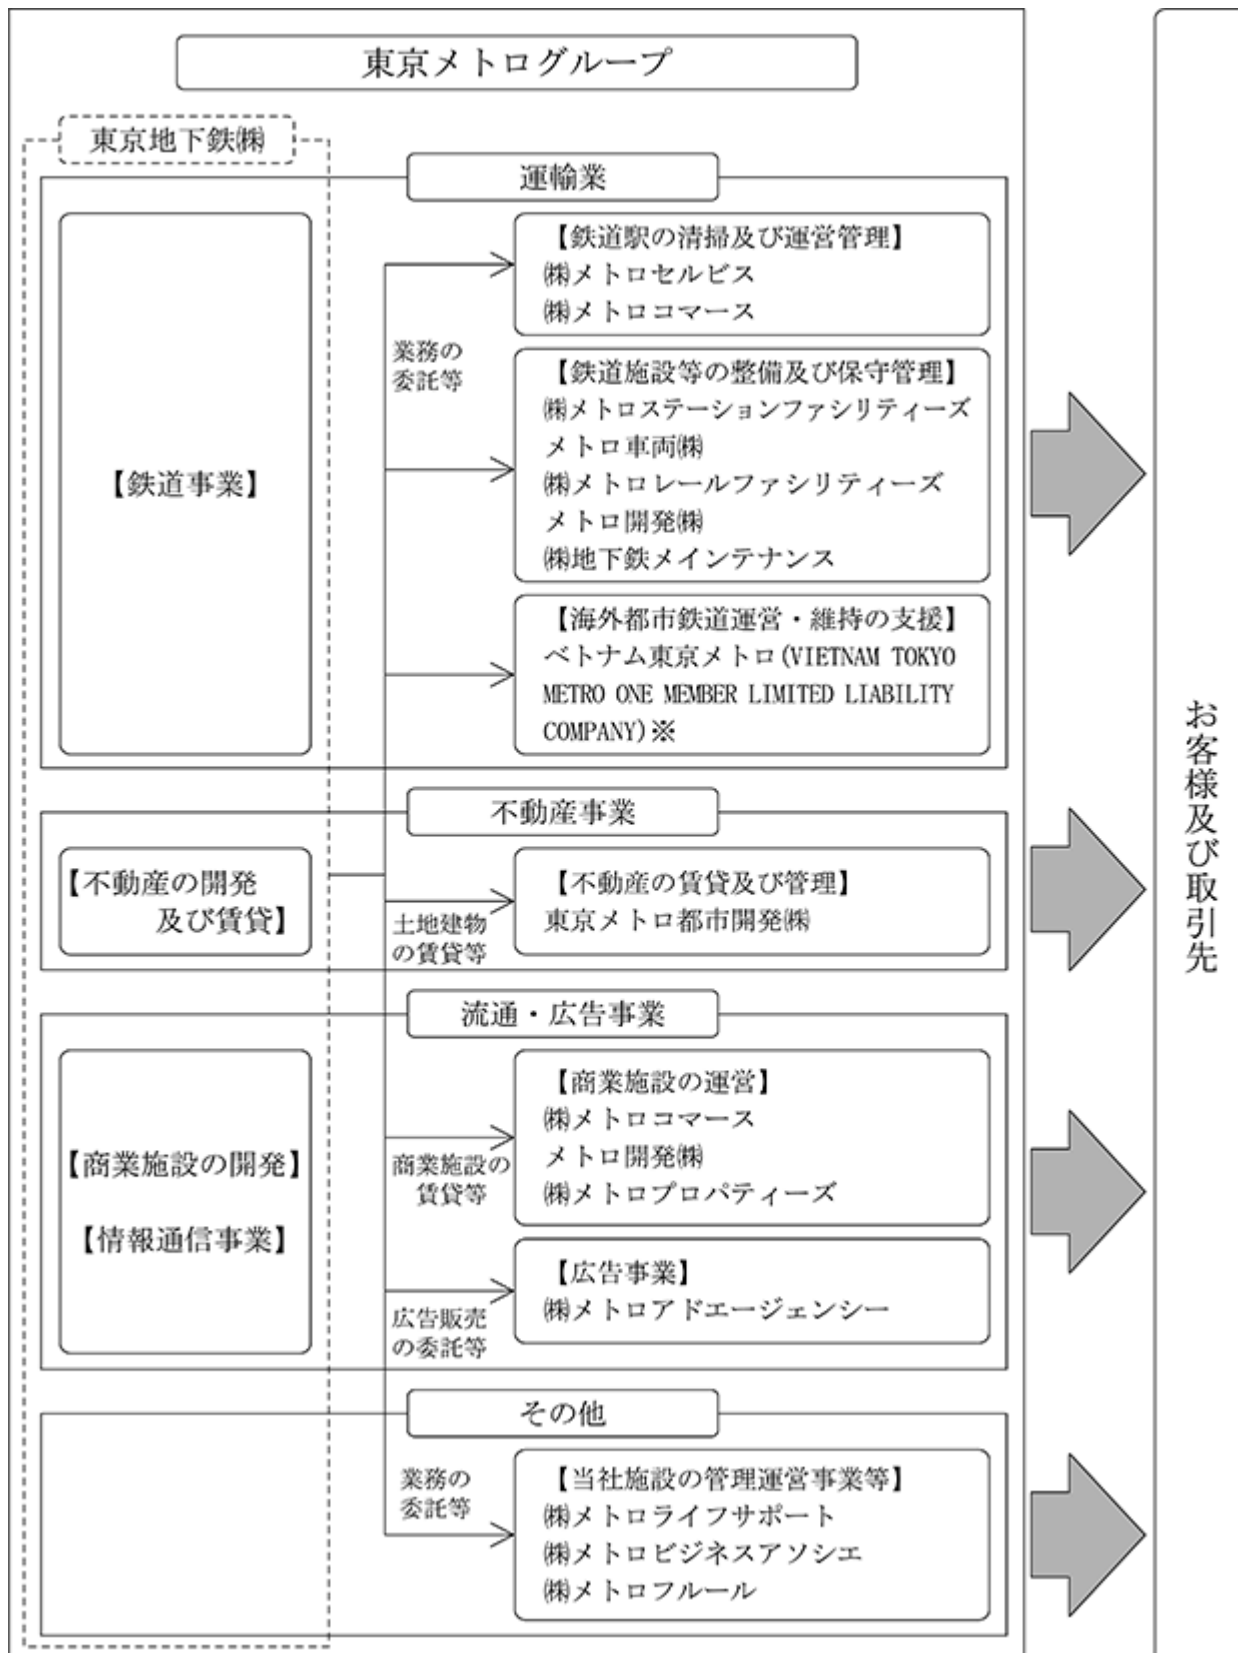 東京メトログループ
東京地下鉄㈱
運輸業
【鉄道事業】
業務の
委託等
【鉄道駅の清掃及び運営管理】
㈱メトロセルビス
㈱メトロコマース
【鉄道施設等の整備及び保守管理】
㈱メトロステーションファシリティーズ
メトロ車両㈱
㈱メトロレールファシリティーズ
メトロ開発㈱
㈱地下鉄メインテナンス
【海外都市鉄道運営・維持の支援】
ベトナム東京メトロ(VIETNAM TOKYO
METRO ONE MEMBER LIMITED LIABILITY
COMPANY)※
不動産事業
【不動産の開発
及び賃貸】
土地建物
の賃貸等
【不動産の賃貸及び管理】
東京メトロ都市開発㈱
流通・広告事業
【商業施設の開発】
【情報通信事業】
商業施設の
賃貸等
【商業施設の運営】
㈱メトロコマース
メトロ開発㈱
㈱メトロプロパティーズ
広告販売
の委託等
【広告事業】
㈱メトロアドエージェンシー
その他
業務の
委託等
【当社施設の管理運営事業等】
㈱メトロライフサポート
㈱メトロビジネスアソシエ
㈱メトロフルール
お客様及び取引先